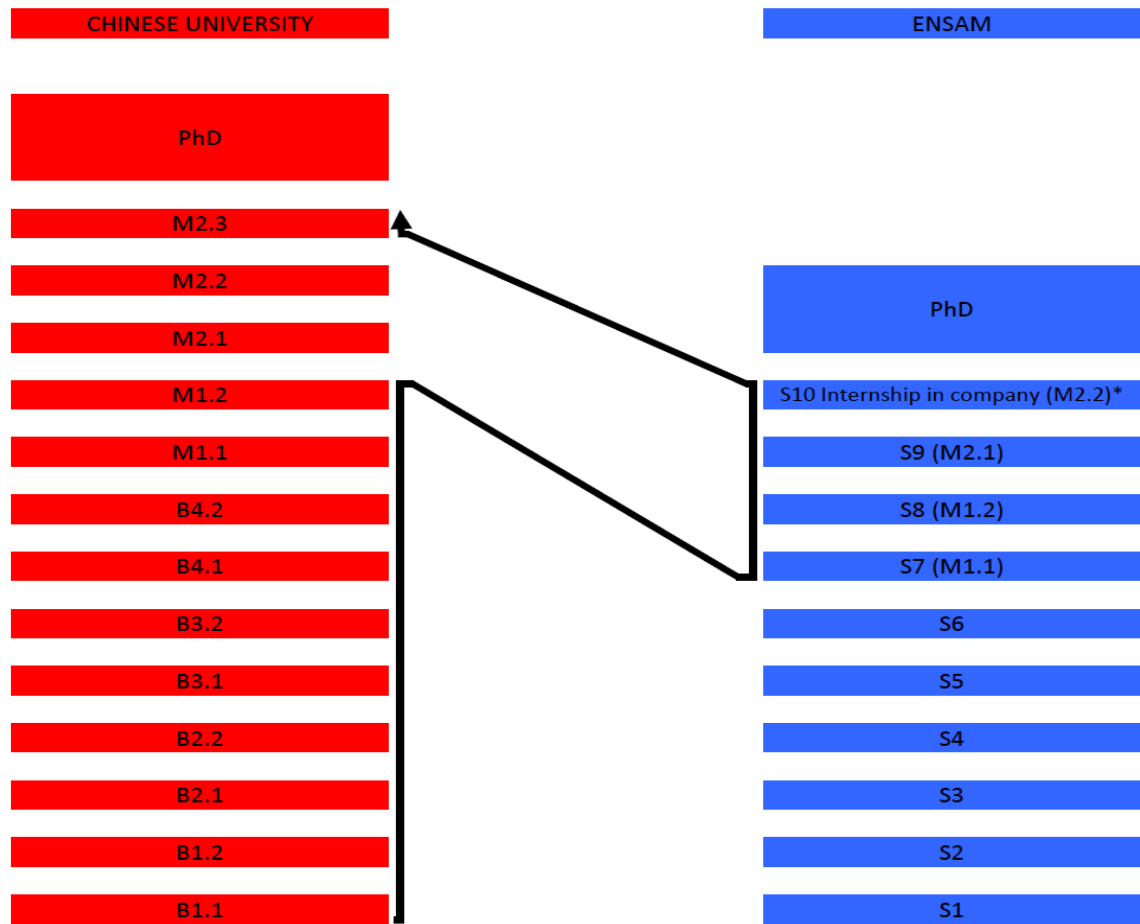 CHINESE UNIVERSITY
PhD
M2.3
M2.2
M2.1
M1.2
M1.1
B4.2
B4.1
B3.2
B3.1
B2.2
B2.1
B1.2
B1.1
ENSAM
PhD
S10 Internship in company (M2.2)*
S9 (M2.1)
S8 (M1.2)
S7 (M1.1)
S6
S5
S4
S3
S2
S1